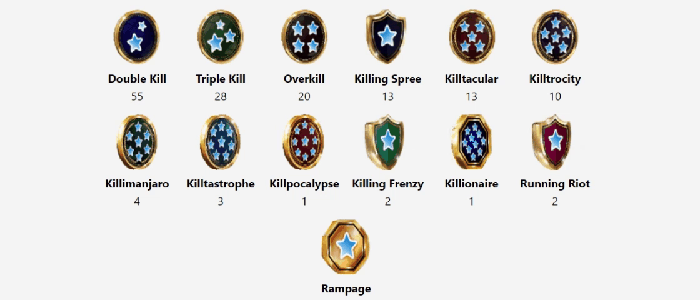 Double Kill Triple Kill Overkill Killing Spree Killtacular Killtrocity
55 28 20 13 13 10
Killimanjaro Killtastrophe Killpocalypse Killing Frenzy Killionaire Running Riot
4 3 1 2 1 2
Rampage